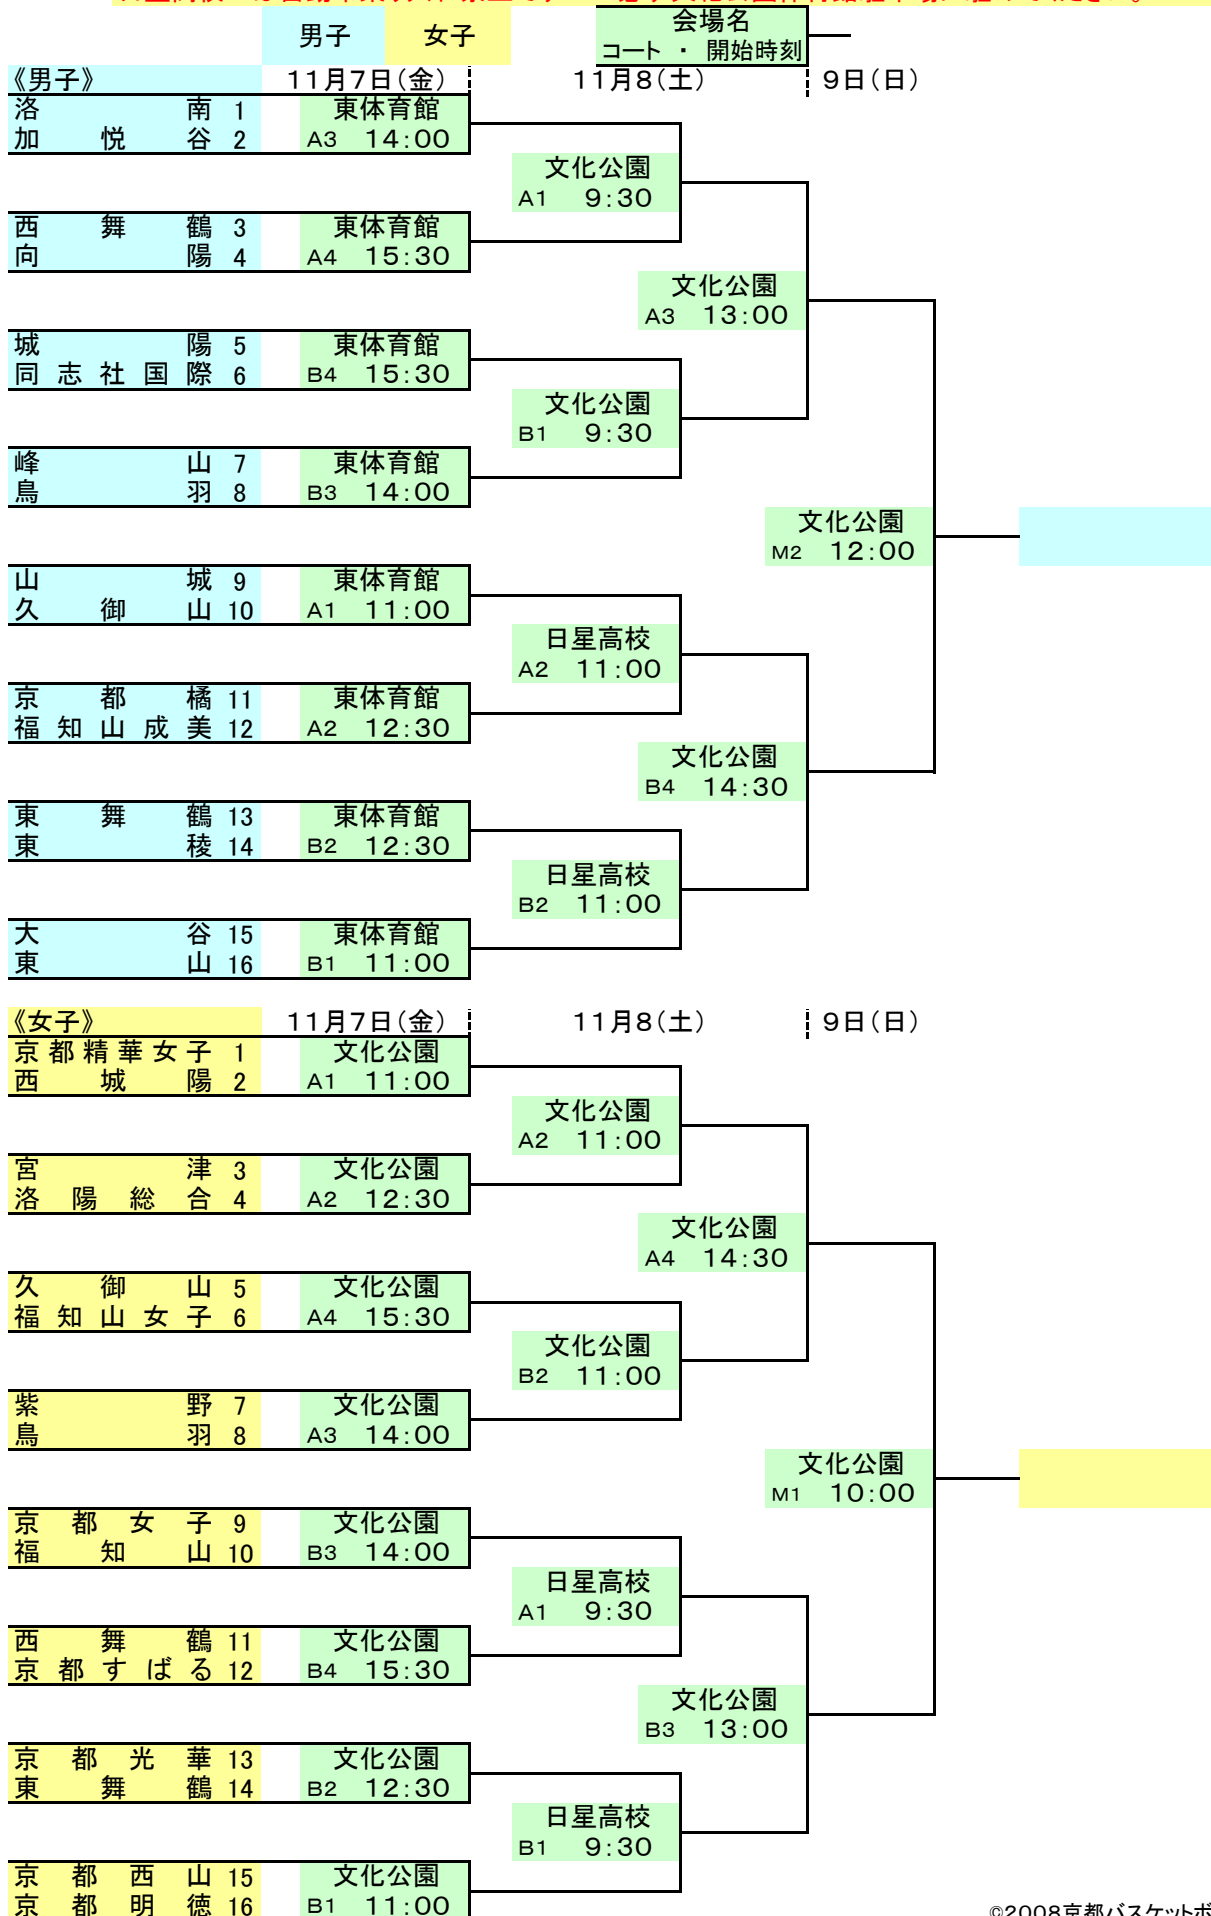 男子 女子 会場名
コート ・ 開始時刻
《男子》 11月7日(金) 11月8(土) 9日(日)
洛南 1 東体育館
加悦谷 2 A3 14:00
文化公園
A1 9:30
西舞鶴 3 東体育館
向陽 4 A4 15:30
文化公園
A3 13:00
城陽 5 東体育館
同志社国際 6 B4 15:30
文化公園
B1 9:30
峰山 7 東体育館
鳥羽 8 B3 14:00
文化公園
M2 12:00
山城 9 東体育館
久御山 10 A1 11:00
日星高校
A2 11:00
京都橘 11 東体育館
福知山成美 12 A2 12:30
文化公園
B4 14:30
東舞鶴 13 東体育館
東稜 14 B2 12:30
日星高校
B2 11:00
大谷 15 東体育館
東山 16 B1 11:00
《女子》 11月7日(金) 11月8(土) 9日(日)
京都精華女子 1 文化公園
西城陽 2 A1 11:00
文化公園
A2 11:00
宮津 3 文化公園
洛陽総合 4 A2 12:30
文化公園
A4 14:30
久御山 5 文化公園
福知山女子 6 A4 15:30
文化公園
B2 11:00
紫野 7 文化公園
鳥羽 8 A3 14:00
文化公園
M1 10:00
京都女子 9 文化公園
福知山 10 B3 14:00
日星高校
A1 9:30
西舞鶴 11 文化公園
京都すばる 12 B4 15:30
文化公園
B3 13:00
京都光華 13 文化公園
東舞鶴 14 B2 12:30
日星高校
B1 9:30
京都西山 15 文化公園
京都明徳 16 B1 11:00
©2008京都バスケットボ